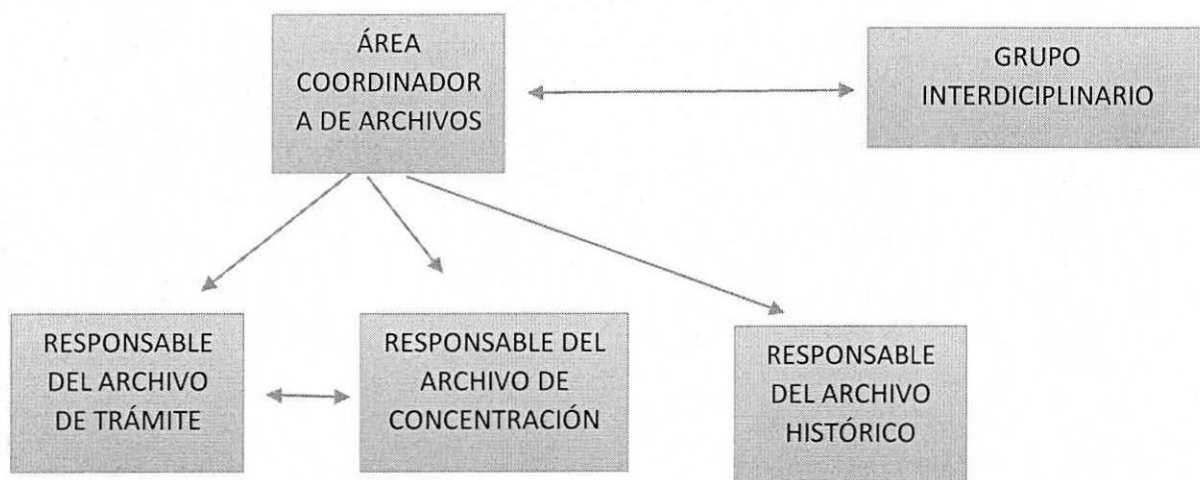 ÁREA
COORDINADOR
A DE ARCHIVOS
GRUPO
INTERDICIPLINARIO
RESPONSABLE
DEL ARCHIVO
DE TRÁMITE
RESPONSABLE DEL
ARCHIVO DE
CONCENTRACIÓN
RESPONSABLE
DEL ARCHIVO
HISTÓRICO